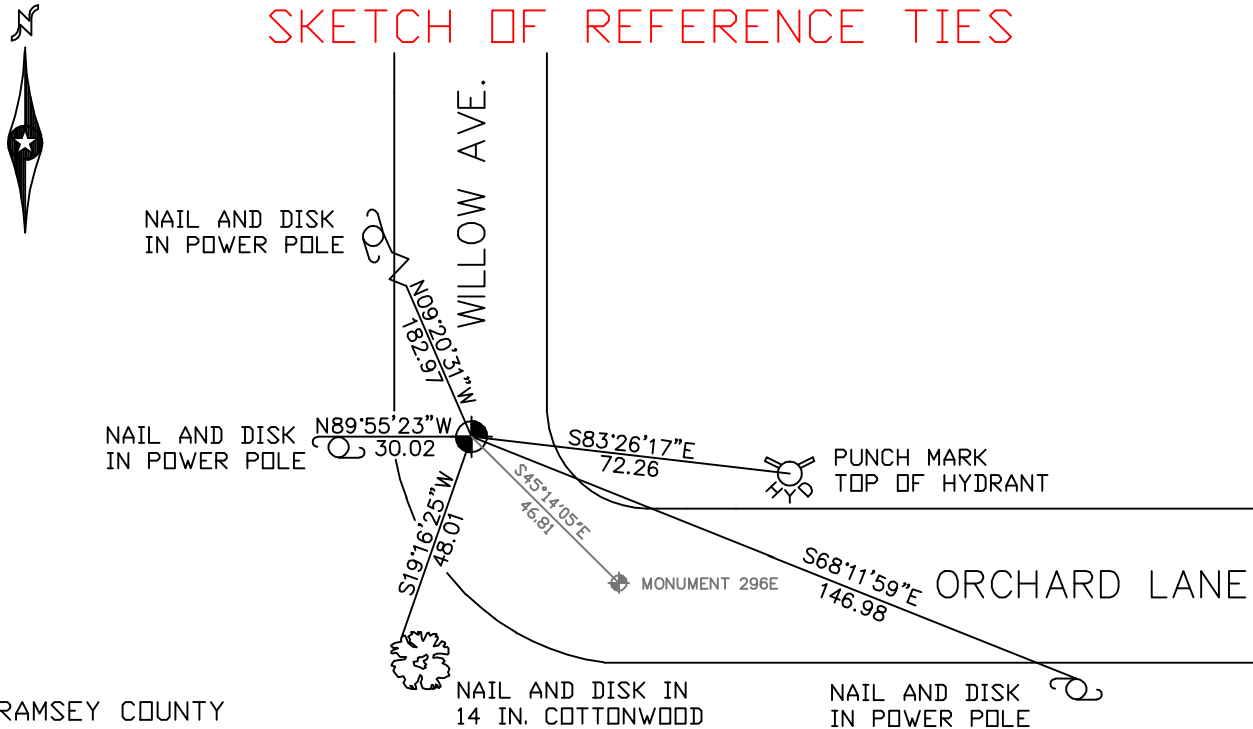 N
SKETCH OF REFERENCE TIES
WILLOW AVE.
NAIL AND DISK
IN POWER POLE
N09°20'31"W
182.97
NAIL AND DISK
IN POWER POLE
N89°55'23"W
30.02
S83°26'17"E
72.26
HYD
PUNCH MARK
TOP OF HYDRANT
S45°14'05"E
46.81
MONUMENT 296E
S19°16'25"W
48.01
S68°11'59"E
146.98
ORCHARD LANE
NAIL AND DISK IN
14 IN. COTTONWOOD
NAIL AND DISK
IN POWER POLE
RAMSEY COUNTY